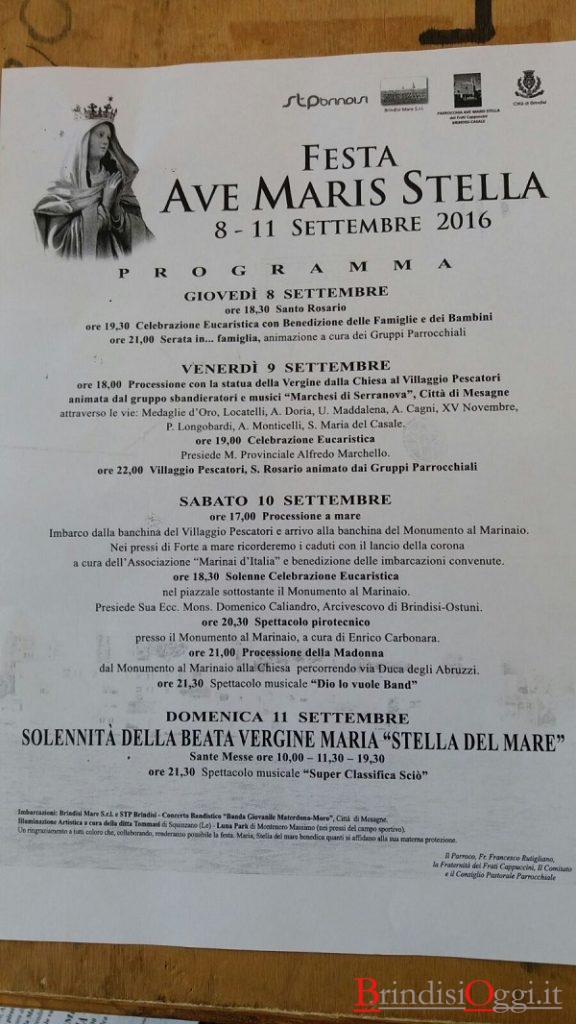 stpbrindisi
Brindisi Mare S.r.l.
PARROCCHIA AVE MARIS STELLA
dei Frati Cappuccini
BRINDISI-CASALE
Città di Brindisi
FESTA
AVE MARIS STELLA
8 - 11 SETTEMBRE 2016
PROGRAMMA
GIOVEDÌ 8 SETTEMBRE
ore 18,30 Santo Rosario
ore 19,30 Celebrazione Eucaristica con Benedizione delle Famiglie e dei Bambini
ore 21,00 Serata in... famiglia, animazione a cura dei Gruppi Parrocchiali
VENERDÌ 9 SETTEMBRE
ore 18,00 Processione con la statua della Vergine dalla Chiesa al Villaggio Pescatori
animata dal gruppo sbandieratori e musici “Marchesi di Serranova”, Città di Mesagne
attraverso le vie: Medaglie d'Oro, Locatelli, A. Doria, U. Maddalena, A. Cagni, XV Novembre,
P. Longobardi, A. Monticelli, S. Maria del Casale.
ore 19,00 Celebrazione Eucaristica
Presiede M. Provinciale Alfredo Marchello.
ore 22,00 Villaggio Pescatori, S. Rosario animato dai Gruppi Parrocchiali
SABATO 10 SETTEMBRE
ore 17,00 Processione a mare
Imbarco dalla banchina del Villaggio Pescatori e arrivo alla banchina del Monumento al Marinaio.
Nei pressi di Forte a mare ricorderemo i caduti con il lancio della corona
a cura dell'Associazione “Marinai d'Italia” e benedizione delle imbarcazioni convenute.
ore 18,30 Solenne Celebrazione Eucaristica
nel piazzale sottostante il Monumento al Marinaio.
Presiede Sua Ecc. Mons. Domenico Caliandro, Arcivescovo di Brindisi-Ostuni.
ore 20,30 Spettacolo pirotecnico
presso il Monumento al Marinaio, a cura di Enrico Carbonara.
ore 21,00 Processione della Madonna
dal Monumento al Marinaio alla Chiesa percorrendo via Duca degli Abruzzi.
ore 21,30 Spettacolo musicale “Dio lo vuole Band”
DOMENICA 11 SETTEMBRE
SOLENNITÀ DELLA BEATA VERGINE MARIA “STELLA DEL MARE”
Sante Messe ore 10,00 – 11,30 – 19,30
ore 21,30 Spettacolo musicale “Super Classifica Sciò”
Imbarcazioni: Brindisi Mare S.r.l. e STP Brindisi - Concerto Bandistico “Banda Giovanile Materdona-Moro”, Città di Mesagne.
Illuminazione Artistica a cura della ditta Tommasi di Squinzano (Le) - Luna Park di Montenero Massimo (nei pressi del campo sportivo).
Un ringraziamento a tutti coloro che, collaborando, renderanno possibile la festa. Maria, Stella del mare benedica quanti si affidano alla sua materna protezione.
Il Parroco, Fr. Francesco Rutigliano,
la Fraternità dei Frati Cappuccini, Il Comitato
e il Consiglio Pastorale Parrocchiale
BrindisiOggi.it